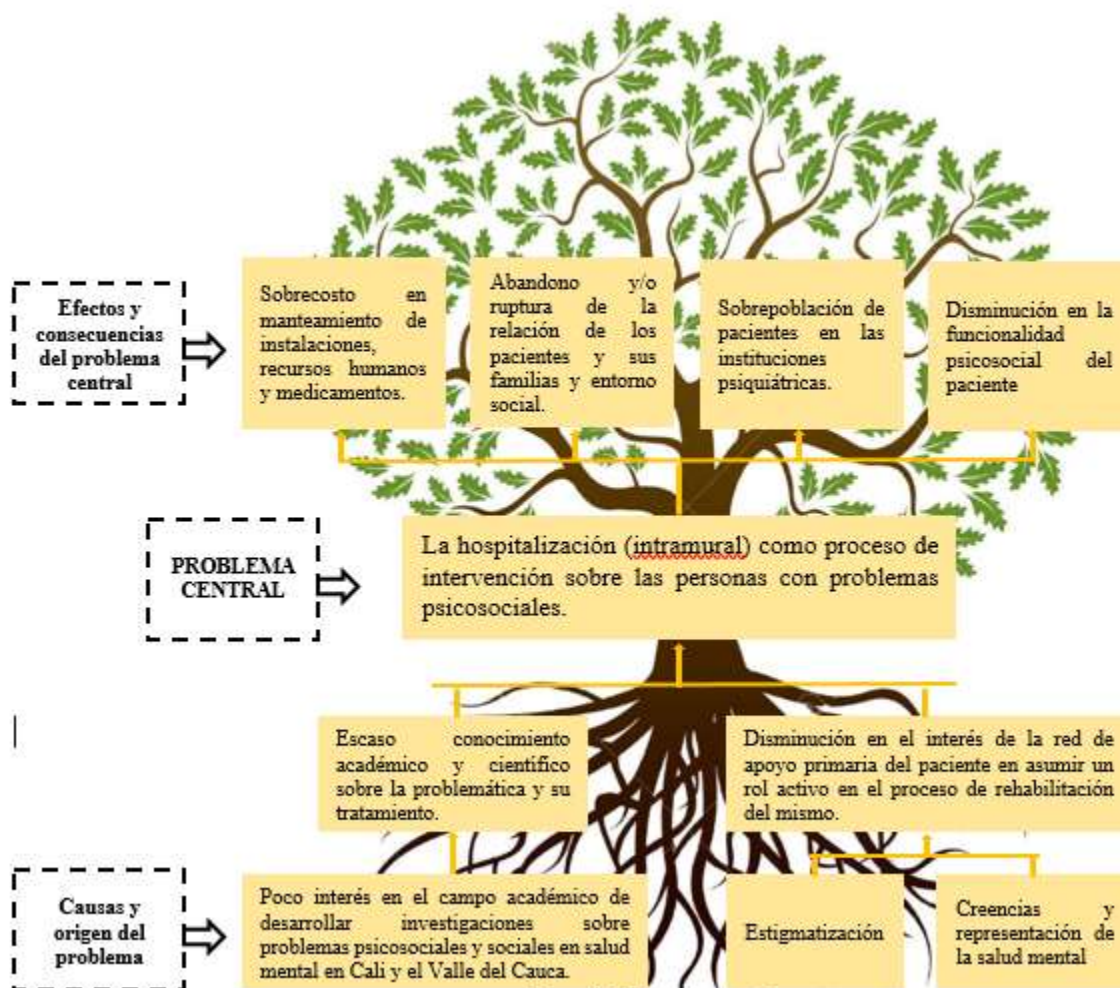 Efectos y
consecuencias
del problema
central
Sobrecosto en
manteamiento de
instalaciones,
recursos humanos
y medicamentos.
Abandono y/o
ruptura de la
relación de los
pacientes y sus
familias y entorno
social.
Sobrepoblación de
pacientes en las
instituciones
psiquiátricas.
Disminución en la
funcionalidad
psicosocial del
paciente
PROBLEMA
CENTRAL
La hospitalización (intramural) como proceso de
intervención sobre las personas con problemas
psicosociales.
Escaso conocimiento
académico y científico
sobre la problemática y su
tratamiento.
Disminución en el interés de la red de
apoyo primaria del paciente en asumir un
rol activo en el proceso de rehabilitación
del mismo.
Causas y
origen del
problema
Poco interés en el campo académico de
desarrollar investigaciones sobre
problemas psicosociales y sociales en salud
mental en Cali y el Valle del Cauca.
Estigmatización
Creencias y
representación de
la salud mental